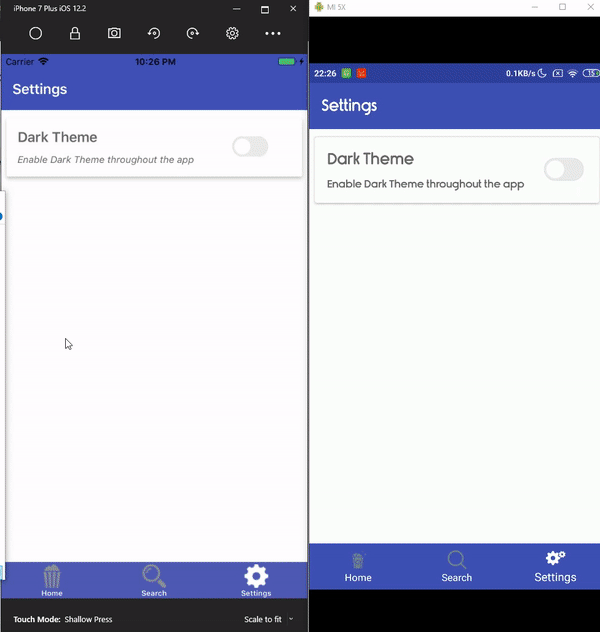 iPhone 7 Plus iOS 12.2
Carrier 10:26 PM
Settings
Dark Theme
Enable Dark Theme throughout the app
Home Search Settings
Touch Mode: Shallow Press Scale to fit
MI 5X
22:26 0.1KB/s
Settings
Dark Theme
Enable Dark Theme throughout the app
Home Search Settings